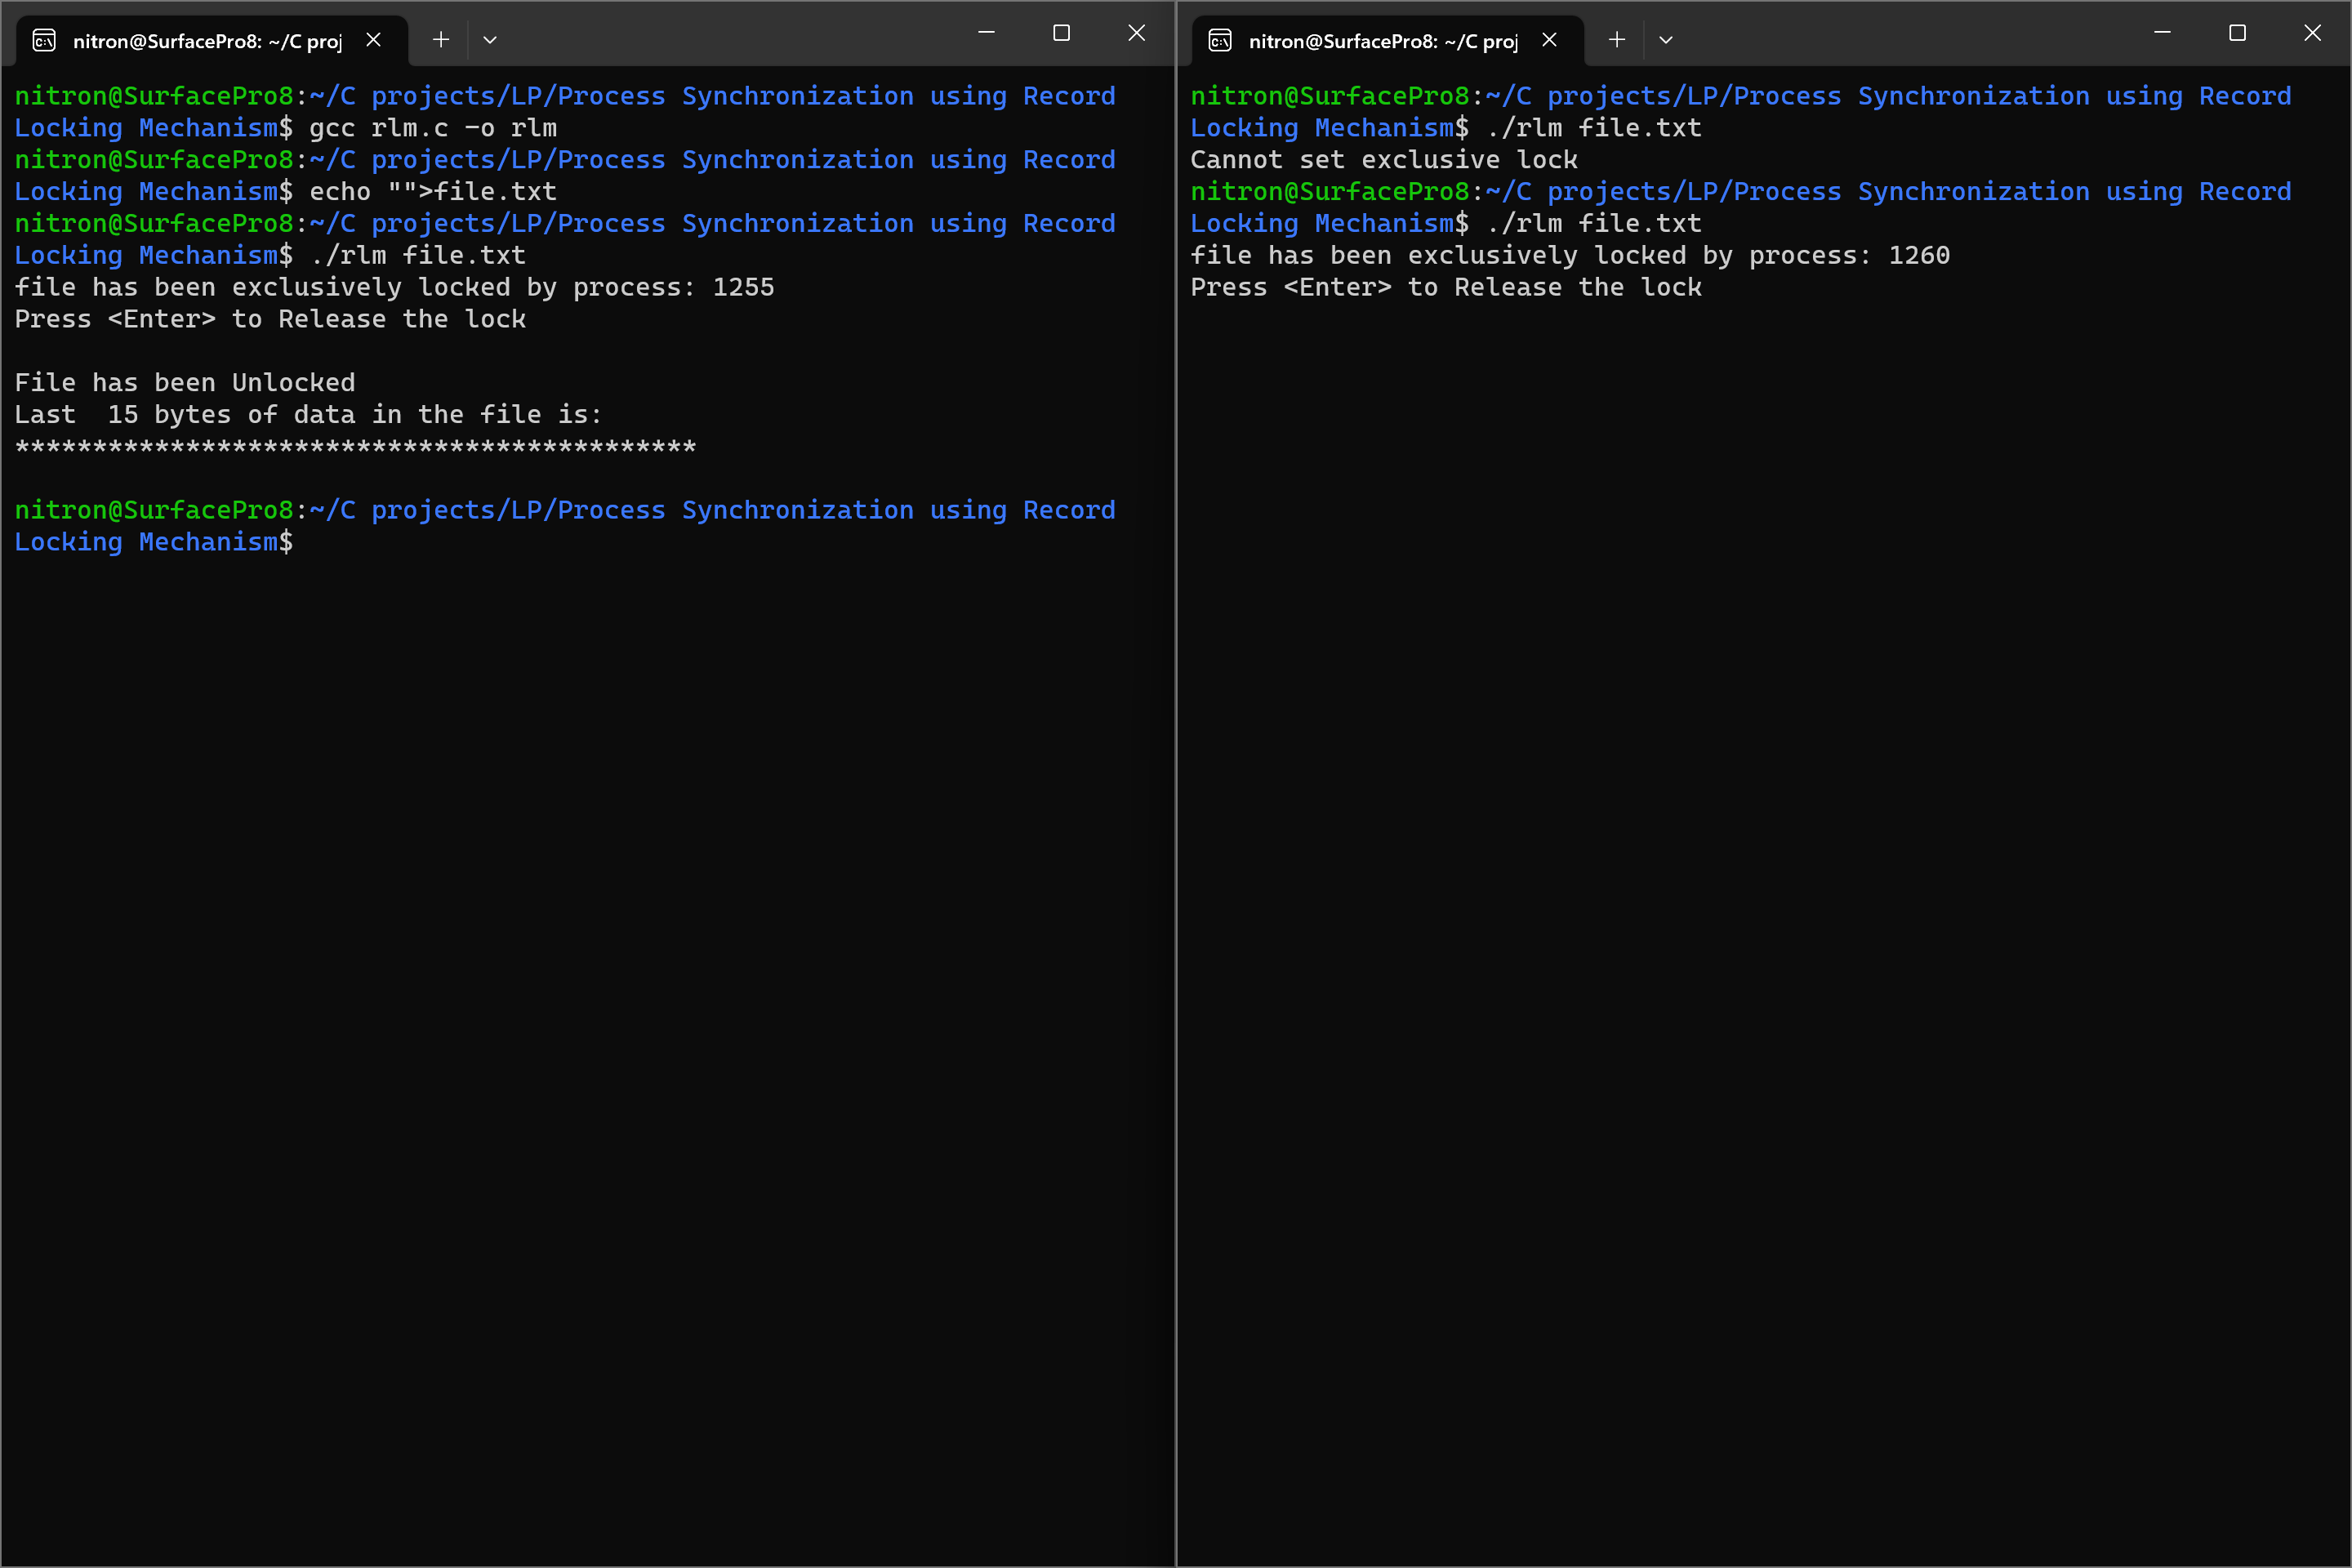 nitron@SurfacePro8: ~/C proj
nitron@SurfacePro8:~/C projects/LP/Process Synchronization using Record
Locking Mechanism$ gcc rlm.c -o rlm
nitron@SurfacePro8:~/C projects/LP/Process Synchronization using Record
Locking Mechanism$ echo "">file.txt
nitron@SurfacePro8:~/C projects/LP/Process Synchronization using Record
Locking Mechanism$ ./rlm file.txt
file has been exclusively locked by process: 1255
Press <Enter> to Release the lock
File has been Unlocked
Last  15 bytes of data in the file is:
********************************************
nitron@SurfacePro8:~/C projects/LP/Process Synchronization using Record
Locking Mechanism$
nitron@SurfacePro8: ~/C proj
nitron@SurfacePro8:~/C projects/LP/Process Synchronization using Record
Locking Mechanism$ ./rlm file.txt
Cannot set exclusive lock
nitron@SurfacePro8:~/C projects/LP/Process Synchronization using Record
Locking Mechanism$ ./rlm file.txt
file has been exclusively locked by process: 1260
Press <Enter> to Release the lock